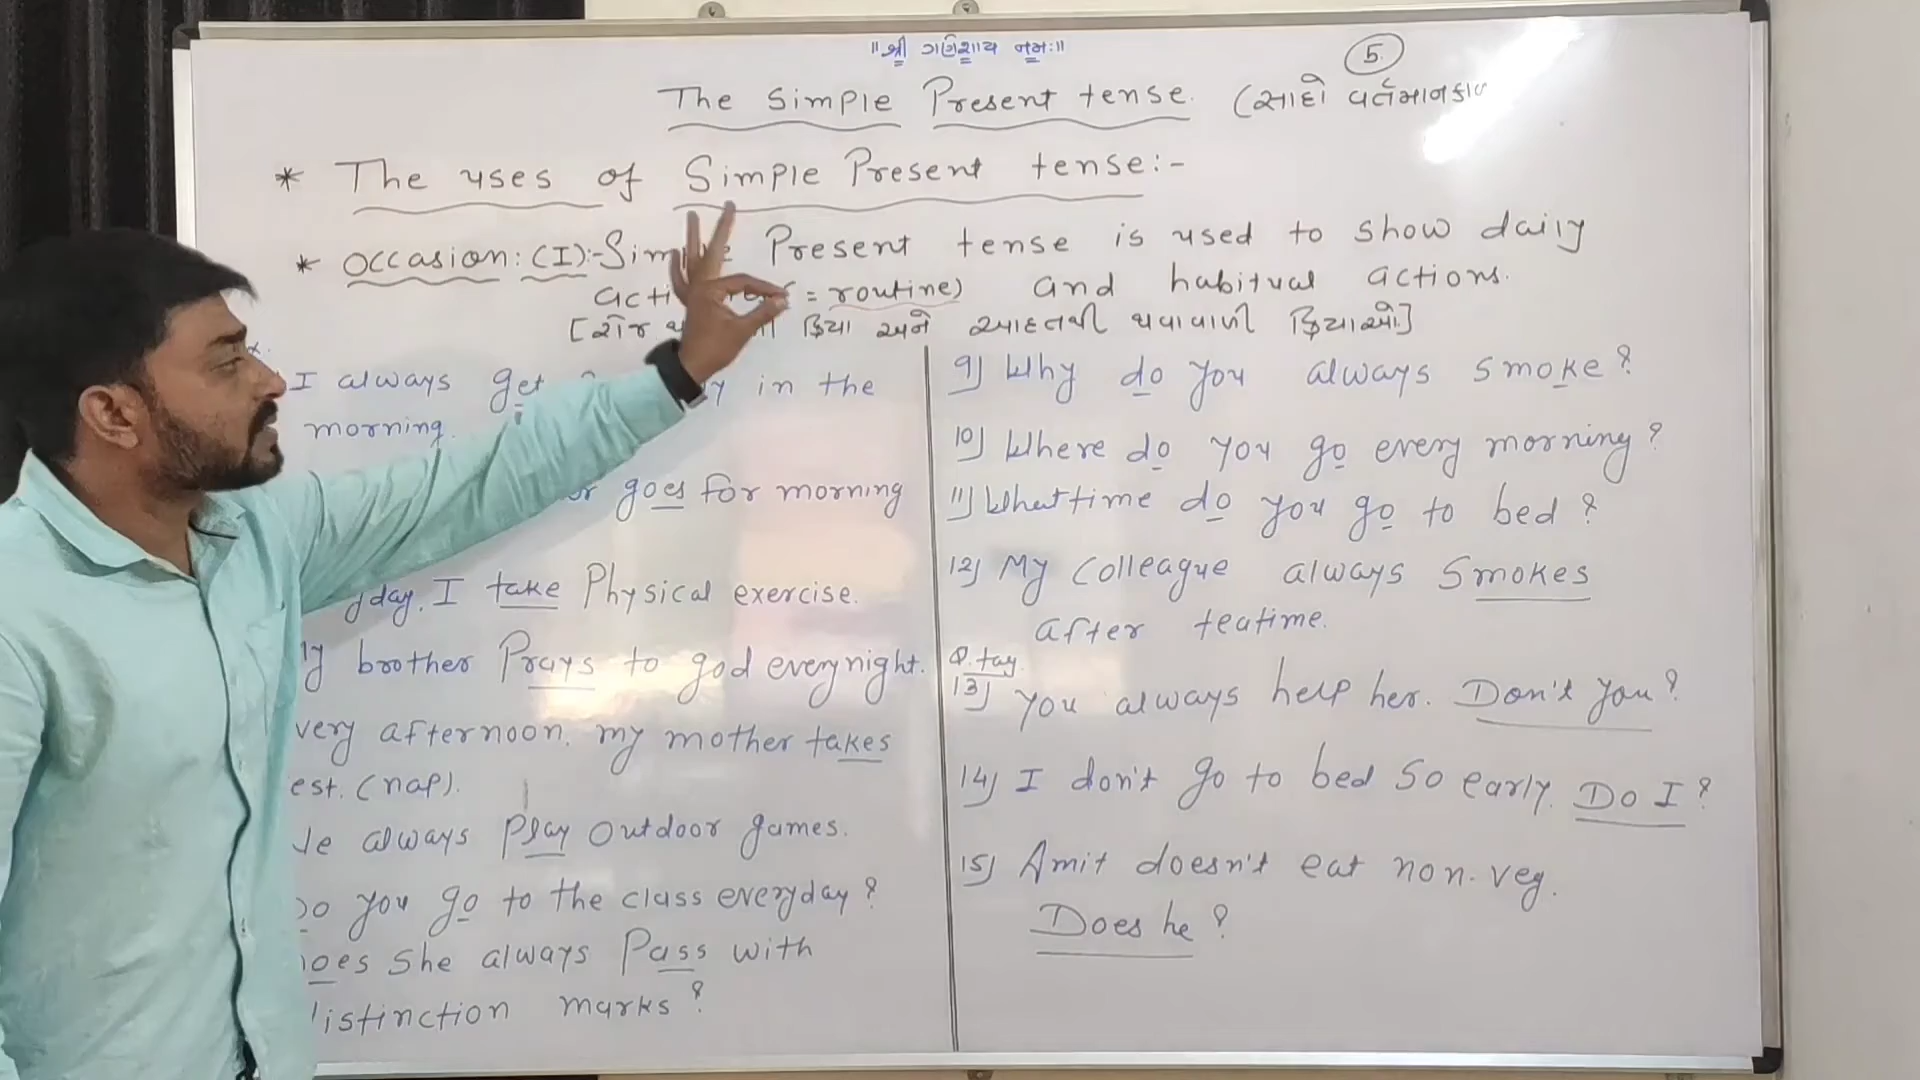 ॥ श्री ગણેશાય નમઃ॥
5.
The Simple Present tense. (સાદો વર્તમાનકાળ
* The uses of Simple Present tense:-
* Occasion: (I):- Simple Present tense is used to show daily
acti = routine) and habitual actions.
[રોજ ક્રિયા અને આદતથી થવાવાળી ક્રિયાઓ]
I always get in the
morning.
goes for morning
day, I take Physical exercise.
brother Prays to god everynight.
very afternoon, my mother takes
est. (nap).
always Play outdoor games.
Do you go to the class everyday?
oes She always Pass with
istinction marks?
9) Why do you always smoke?
10) Where do you go every morning?
11) What time do you go to bed?
12) My colleague always Smokes
after teatime.
Q. tag.
13) You always help her. Don't you?
14) I don't go to bed so early. Do I?
15) Amit doesn't eat non-veg.
Does he?